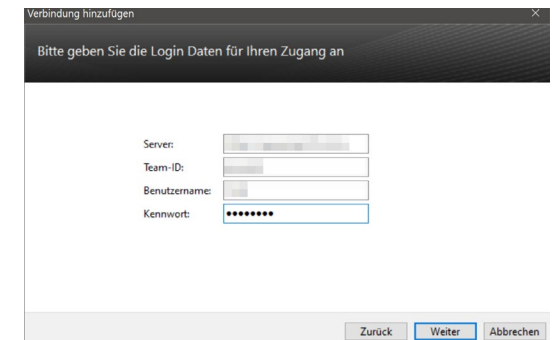 Verbindung hinzufügen
Bitte geben Sie die Login Daten für Ihren Zugang an
Server:
Team-ID:
Benutzername:
Kennwort: ●●●●●●●●
Zurück Weiter Abbrechen